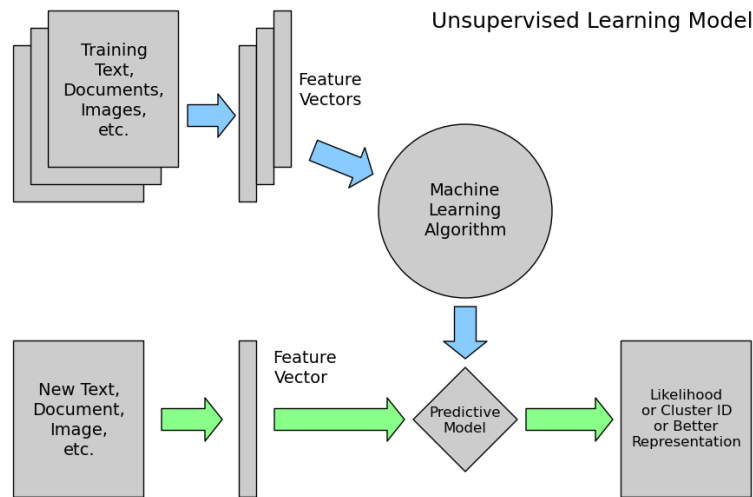 Unsupervised Learning Model
Training
Text,
Documents,
Images,
etc.
Feature
Vectors
Machine
Learning
Algorithm
New Text,
Document,
Image,
etc.
Feature
Vector
Predictive
Model
Likelihood
or Cluster ID
or Better
Representation